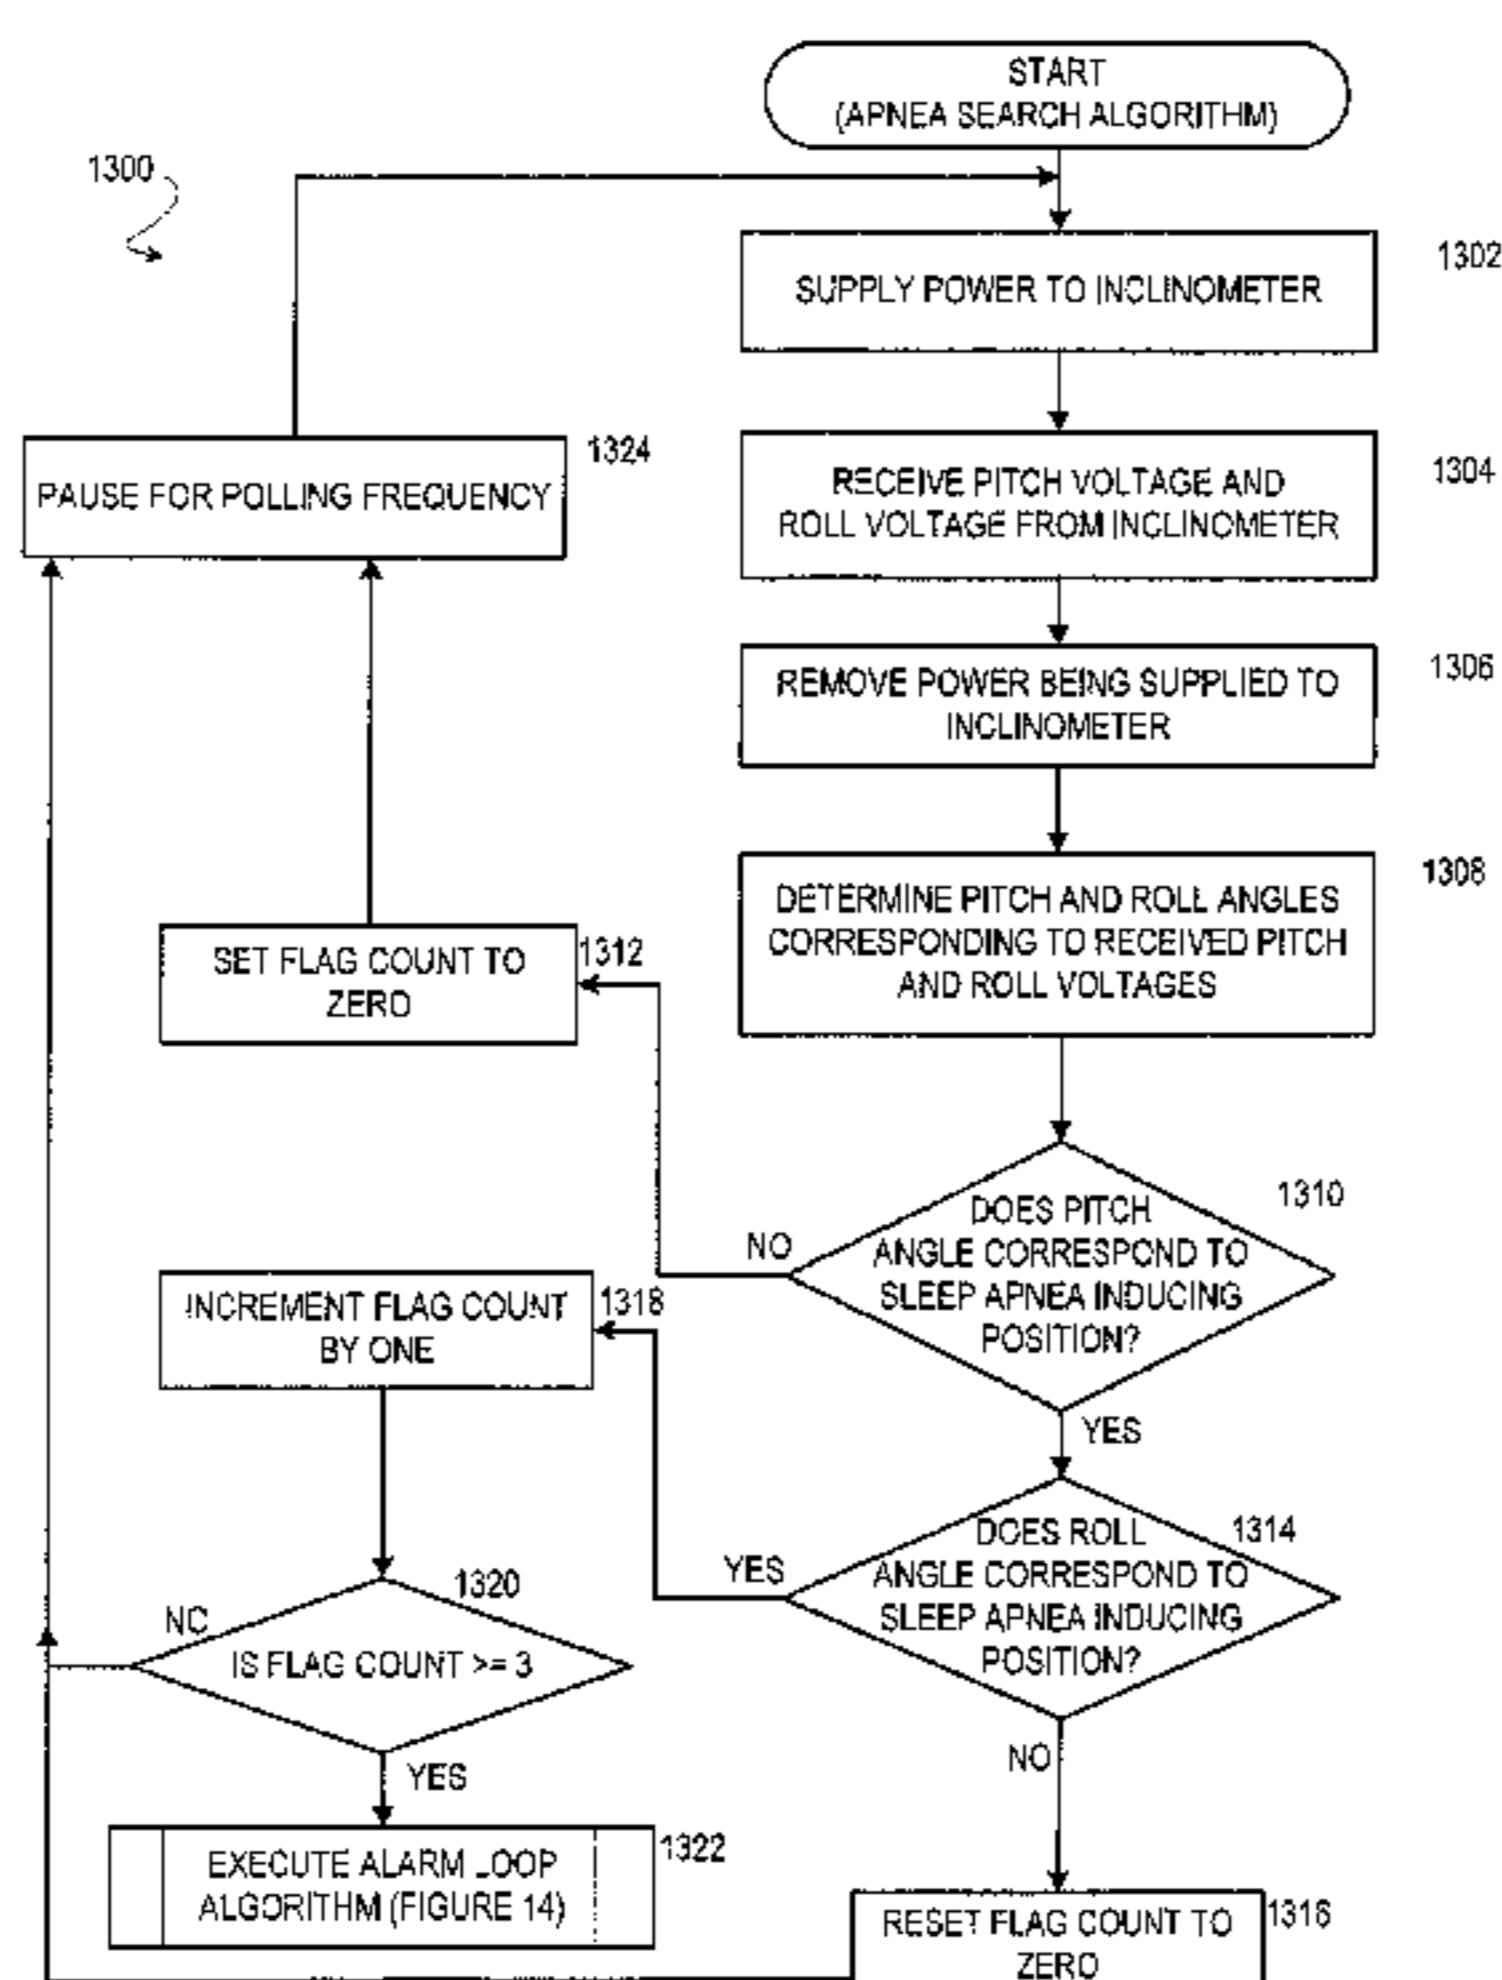 START
(APNEA SEARCH ALGORITHM)
1300
1302
SUPPLY POWER TO INCLINOMETER
1324
PAUSE FOR POLLING FREQUENCY
1304
RECEIVE PITCH VOLTAGE AND
ROLL VOLTAGE FROM INCLINOMETER
1306
REMOVE POWER BEING SUPPLIED TO
INCLINOMETER
1308
DETERMINE PITCH AND ROLL ANGLES
CORRESPONDING TO RECEIVED PITCH
AND ROLL VOLTAGES
1312
SET FLAG COUNT TO
ZERO
1310
DOES PITCH
ANGLE CORRESPOND TO
SLEEP APNEA INDUCING
POSITION?
NO
YES
1318
INCREMENT FLAG COUNT
BY ONE
1314
DOES ROLL
ANGLE CORRESPOND TO
SLEEP APNEA INDUCING
POSITION?
YES
NO
1320
NO
IS FLAG COUNT >= 3
YES
1322
EXECUTE ALARM LOOP
ALGORITHM (FIGURE 14)
1316
RESET FLAG COUNT TO
ZERO